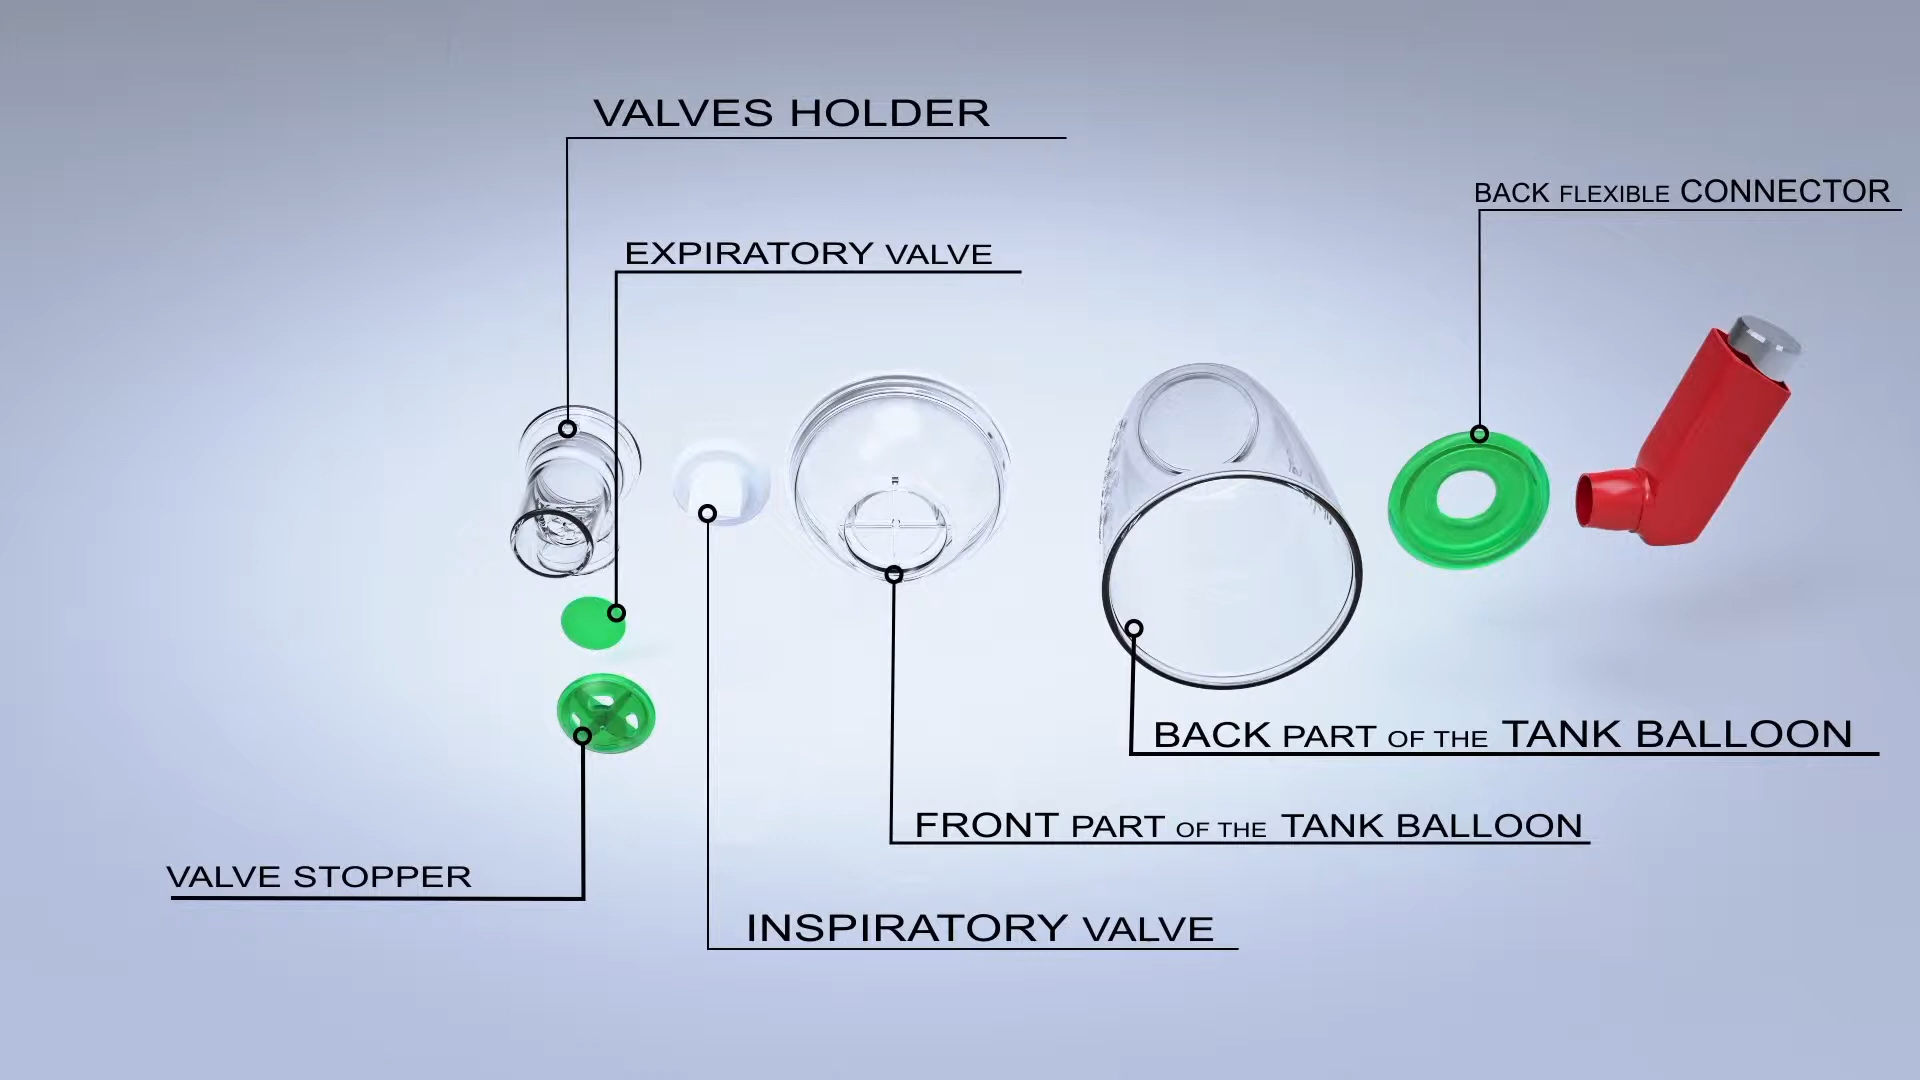 VALVES HOLDER
BACK FLEXIBLE CONNECTOR
EXPIRATORY VALVE
BACK PART OF THE TANK BALLOON
FRONT PART OF THE TANK BALLOON
VALVE STOPPER
INSPIRATORY VALVE